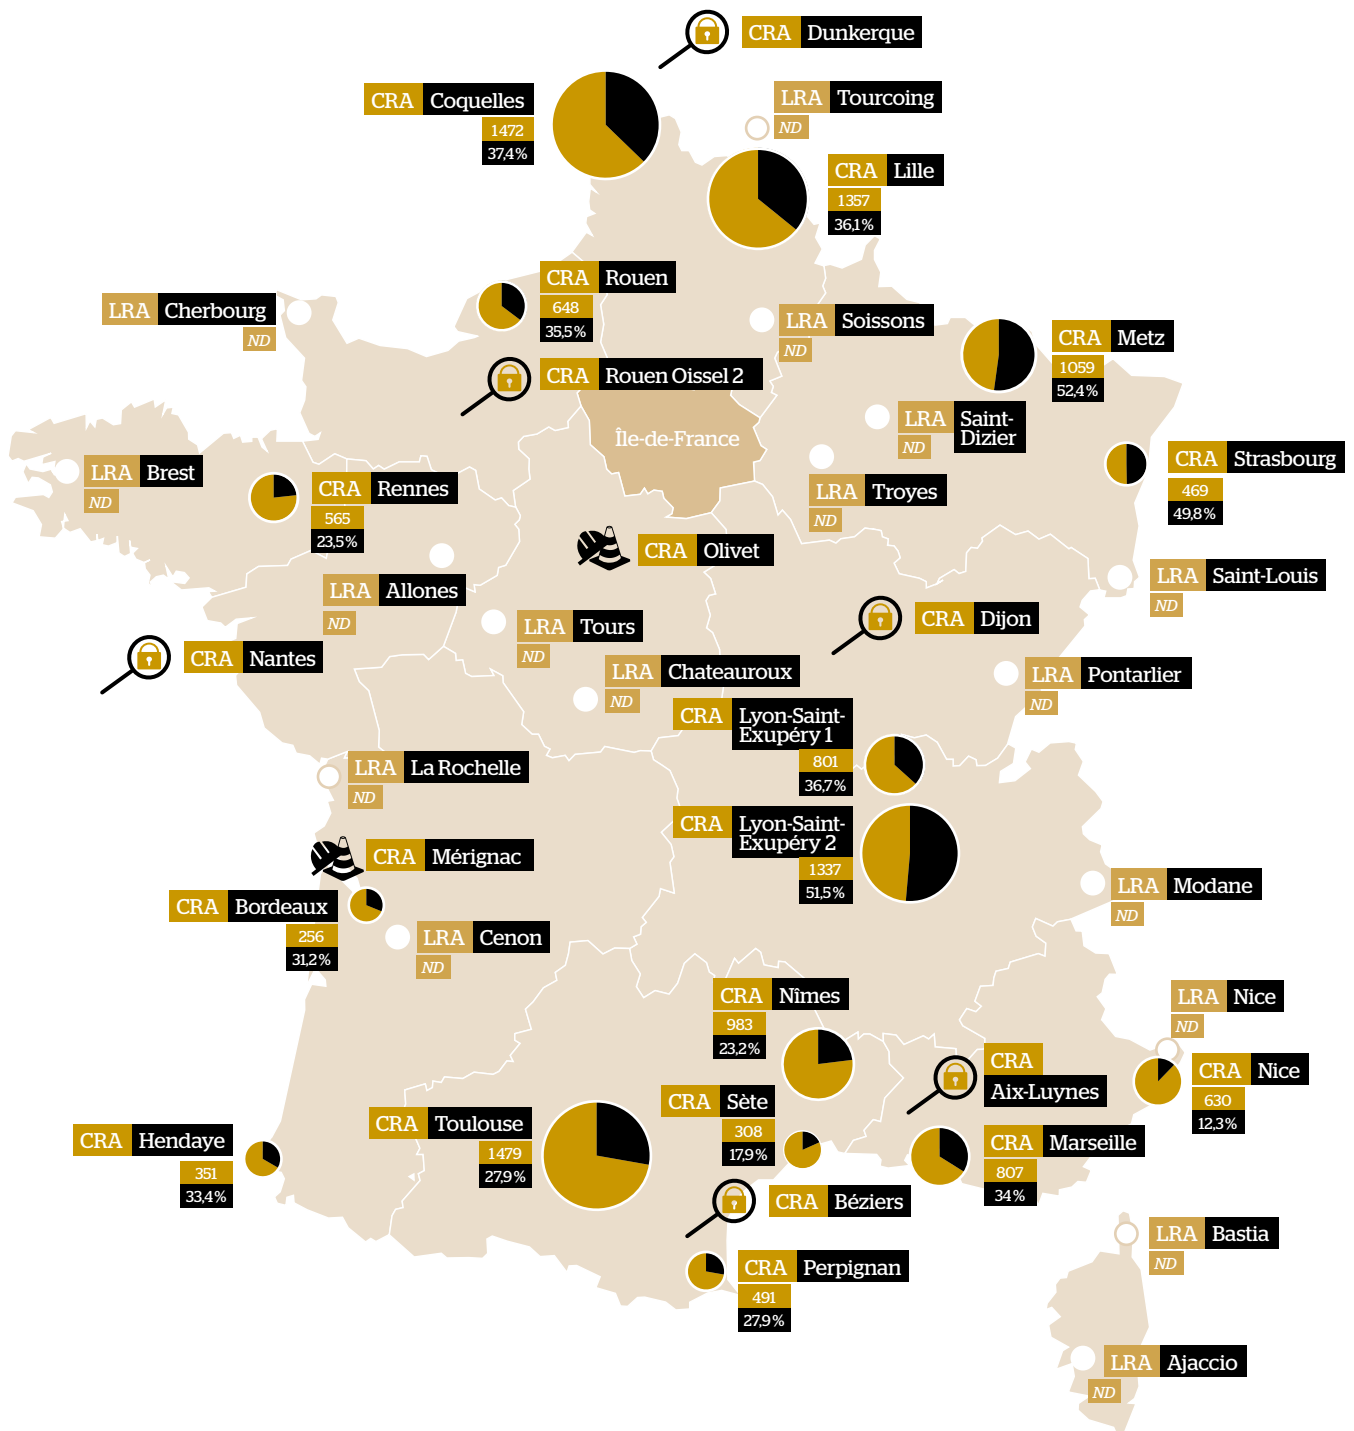 CRA Dunkerque
CRA Coquelles
1472
37,4%
LRA Tourcoing
ND
CRA Lille
1357
36,1%
CRA Rouen
648
35,5%
LRA Cherbourg
ND
LRA Soissons
ND
CRA Metz
1059
52,4%
CRA Rouen Oissel 2
Île-de-France
LRA Saint-
Dizier
ND
CRA Strasbourg
469
49,8%
LRA Brest
ND
CRA Rennes
565
23,5%
LRA Troyes
ND
CRA Olivet
LRA Saint-Louis
ND
LRA Allones
ND
LRA Tours
ND
CRA Dijon
CRA Nantes
LRA Chateauroux
ND
LRA Pontarlier
ND
CRA Lyon-Saint-
Exupéry 1
801
36,7%
LRA La Rochelle
ND
CRA Lyon-Saint-
Exupéry 2
1337
51,5%
CRA Mérignac
LRA Modane
ND
CRA Bordeaux
256
31,2%
LRA Cenon
ND
CRA Nîmes
983
23,2%
LRA Nice
ND
CRA
Aix-Luynes
CRA Nice
630
12,3%
CRA Sète
308
17,9%
CRA Toulouse
1479
27,9%
CRA Hendaye
351
33,4%
CRA Marseille
807
34%
CRA Béziers
LRA Bastia
ND
CRA Perpignan
491
27,9%
LRA Ajaccio
ND